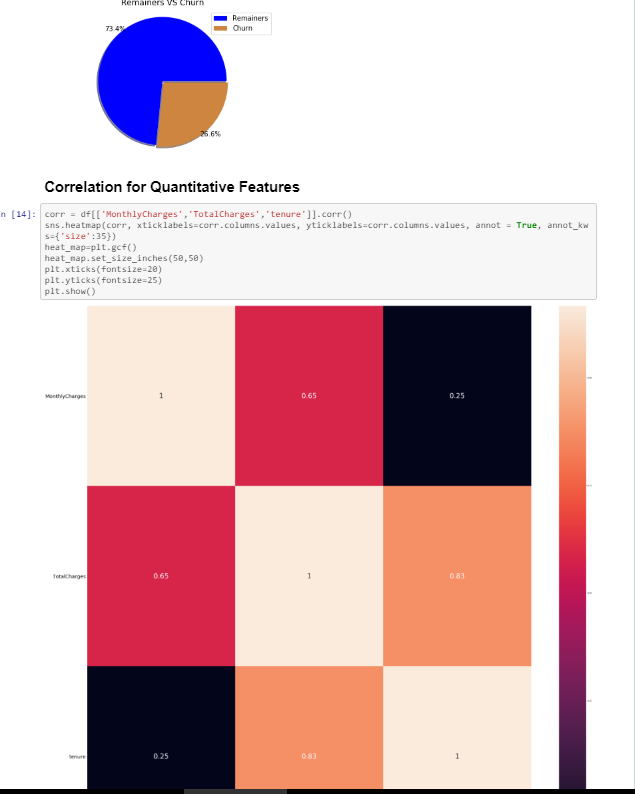 Remainers VS Churn
73.4%
Remainers
Churn
26.6%
Correlation for Quantitative Features
n [14]:
corr = df[['MonthlyCharges','TotalCharges','tenure']].corr()
sns.heatmap(corr, xticklabels=corr.columns.values, yticklabels=corr.columns.values, annot = True, annot_kw
s={'size':35})
heat_map=plt.gcf()
heat_map.set_size_inches(50,50)
plt.xticks(fontsize=20)
plt.yticks(fontsize=25)
plt.show()
MonthlyCharges 1 0.65 0.25
TotalCharges 0.65 1 0.83
tenure 0.25 0.83 1